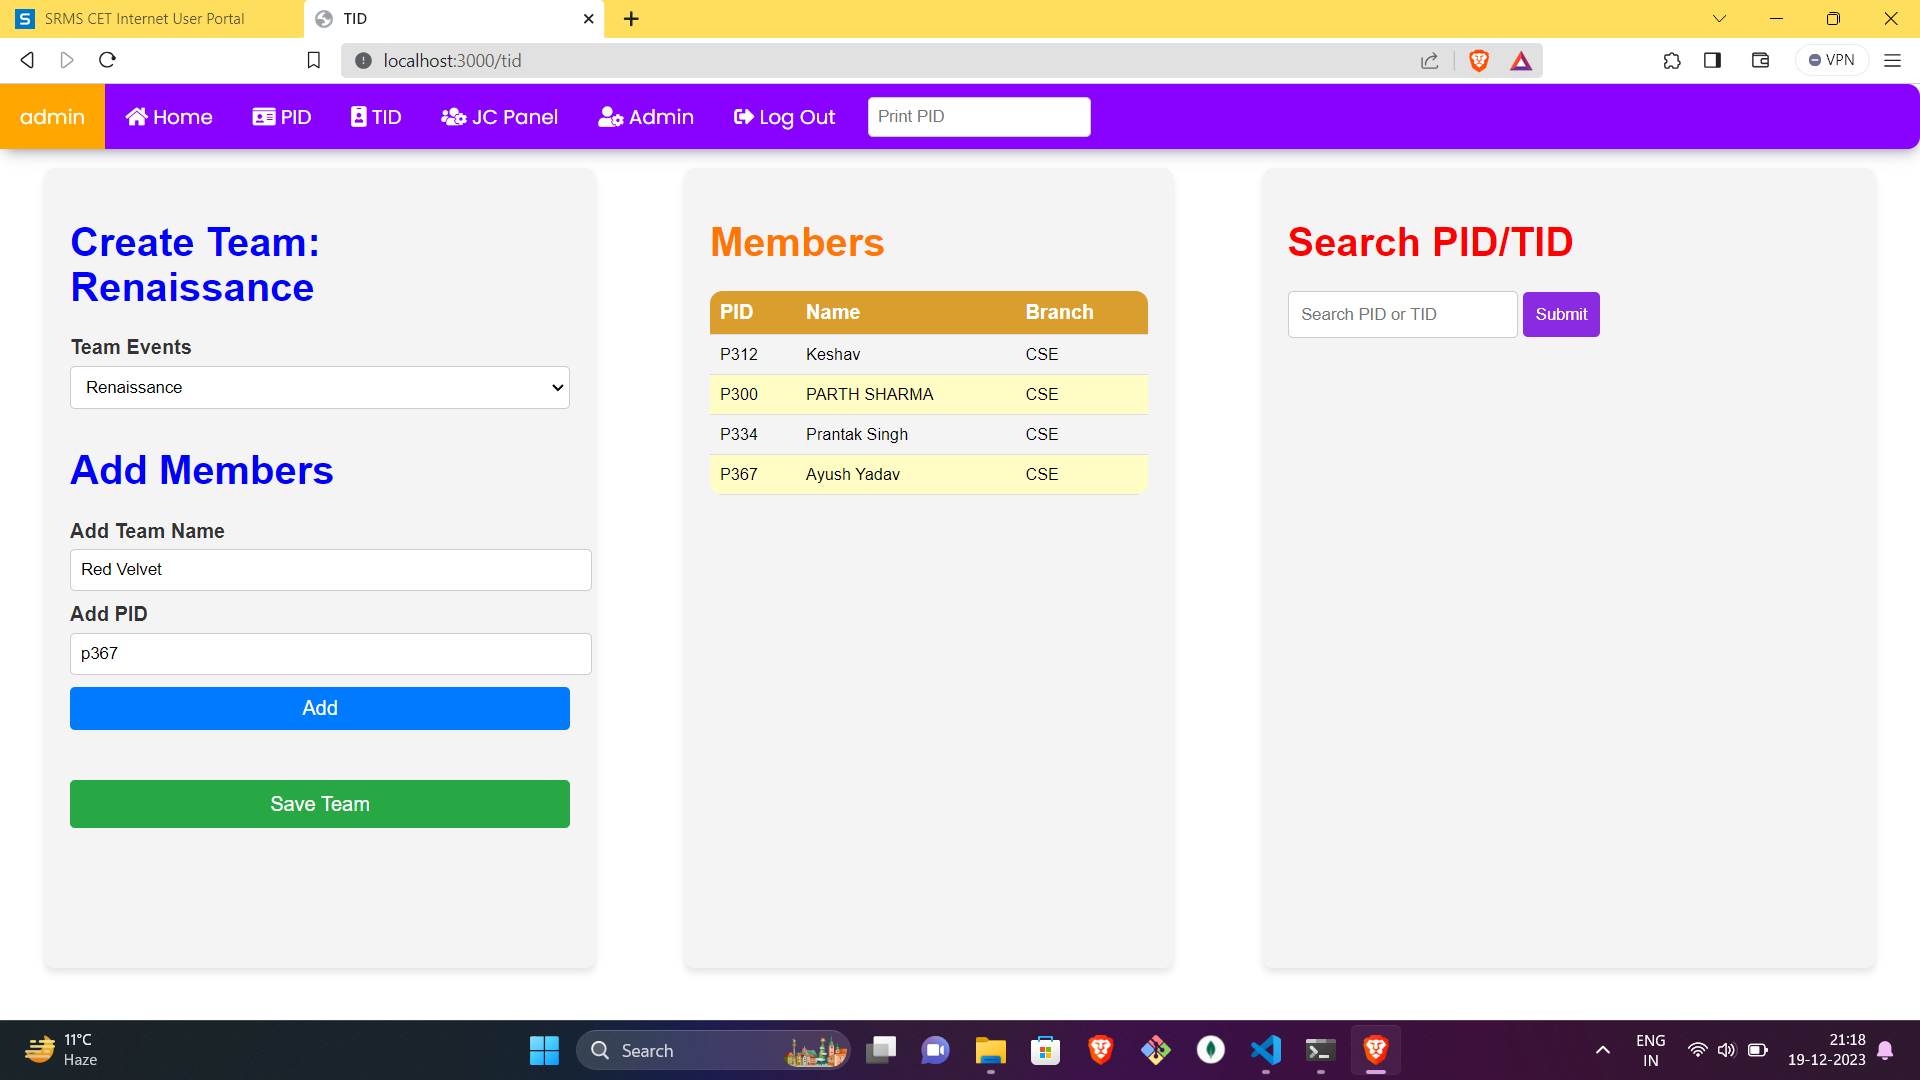 SRMS CET Internet User Portal
TID
localhost:3000/tid
VPN
admin
Home
PID
TID
JC Panel
Admin
Log Out
Print PID
Create Team:
Renaissance
Team Events
Renaissance
Add Members
Add Team Name
Red Velvet
Add PID
p367
Add
Save Team
Members
PID Name Branch
P312 Keshav CSE
P300 PARTH SHARMA CSE
P334 Prantak Singh CSE
P367 Ayush Yadav CSE
Search PID/TID
Search PID or TID
Submit
11°C
Haze
Search
ENG
IN
21:18
19-12-2023